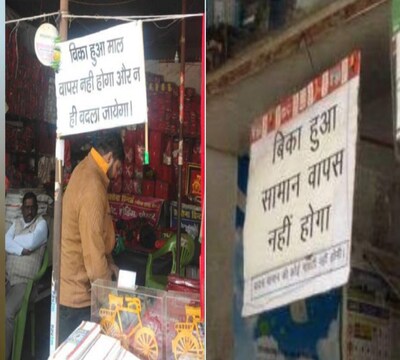 बिका हुआ माल
वापस नही होगा और न
ही बदला जायेगा।
बिका हुआ
सामान वापस
नहीं होगा